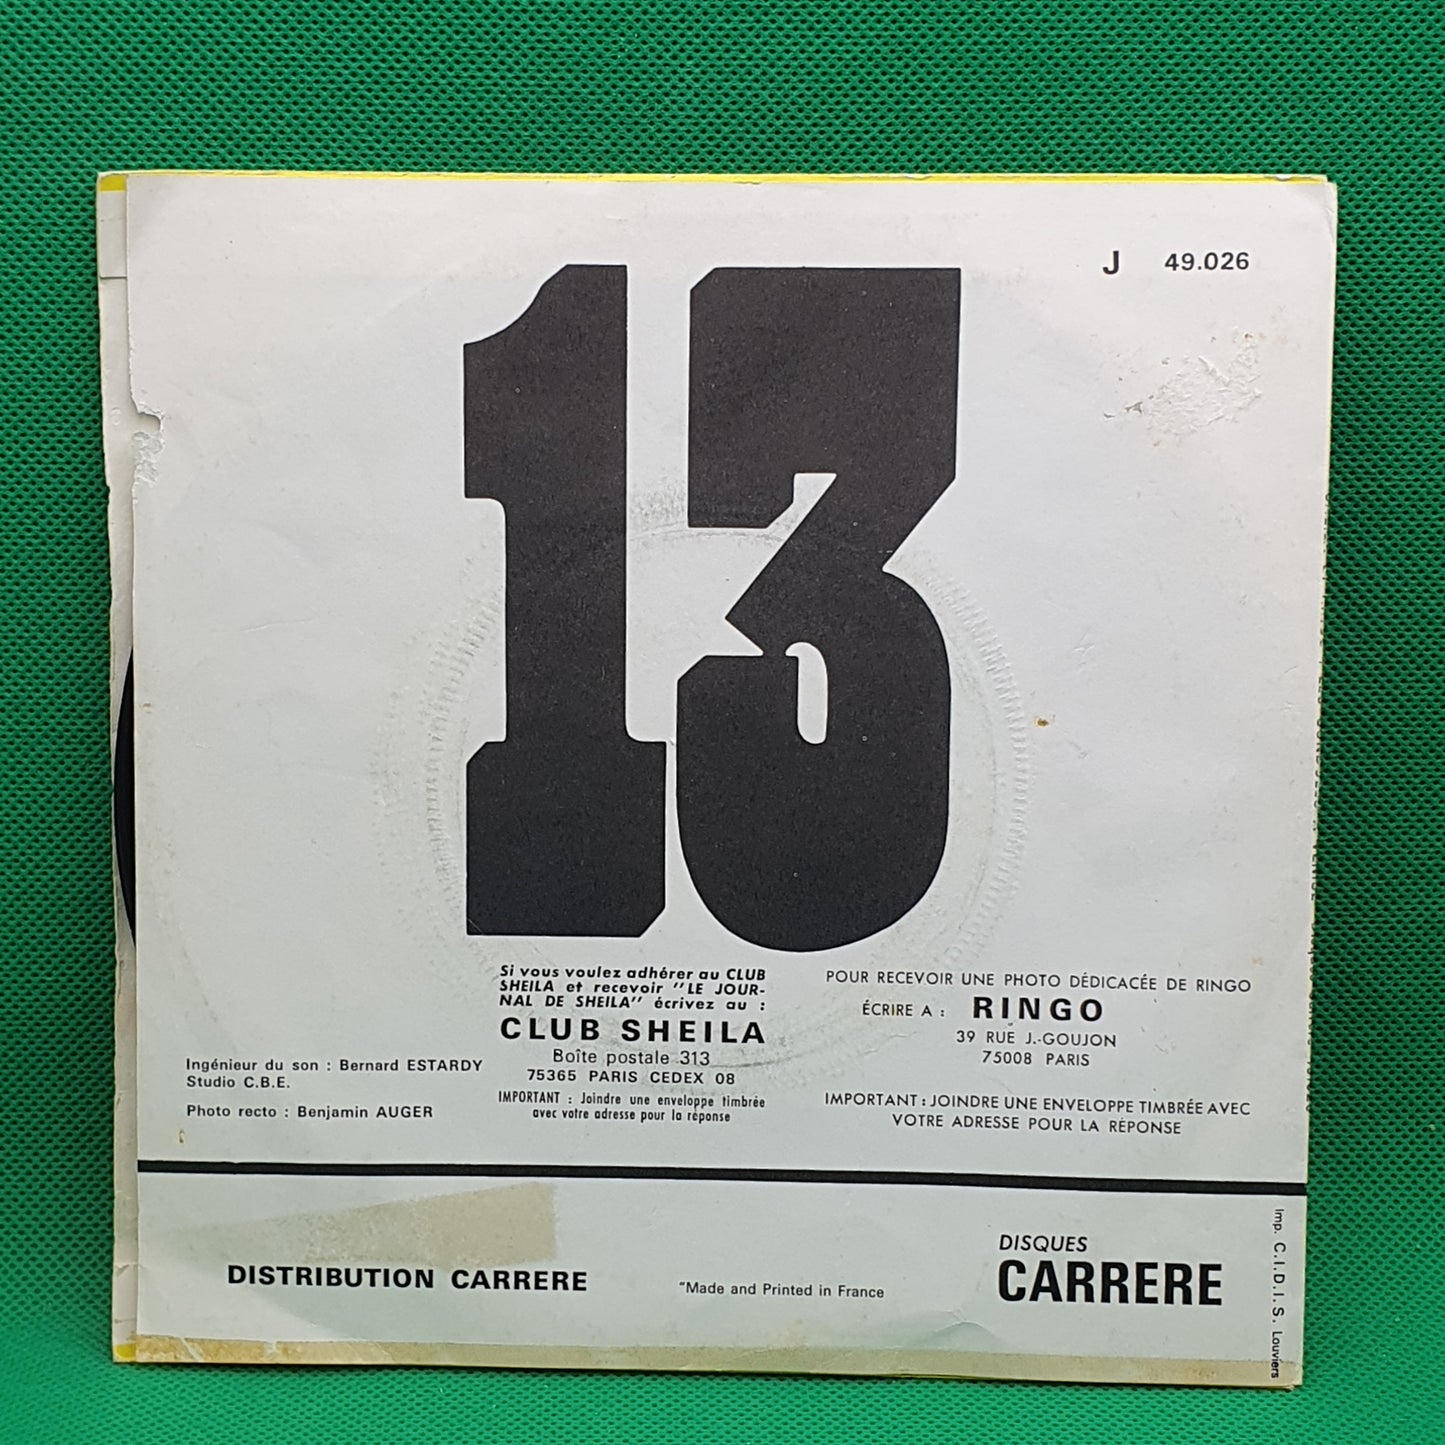 J 49.026
13
Si vous voulez adhérer au CLUB
SHEILA et recevoir "LE JOUR-
NAL DE SHEILA" écrivez au :
CLUB SHEILA
Boîte postale 313
75365 PARIS CEDEX 08
IMPORTANT : Joindre une enveloppe timbrée
avec votre adresse pour la réponse
POUR RECEVOIR UNE PHOTO DÉDICACÉE DE RINGO
ÉCRIRE A : RINGO
39 RUE J.-GOUJON
75008 PARIS
IMPORTANT : JOINDRE UNE ENVELOPPE TIMBRÉE AVEC
VOTRE ADRESSE POUR LA RÉPONSE
Ingénieur du son : Bernard ESTARDY
Studio C.B.E.
Photo recto : Benjamin AUGER
DISTRIBUTION CARRERE
"Made and Printed in France
DISQUES
CARRERE
Imp. C.I.D.I.S. Louviers